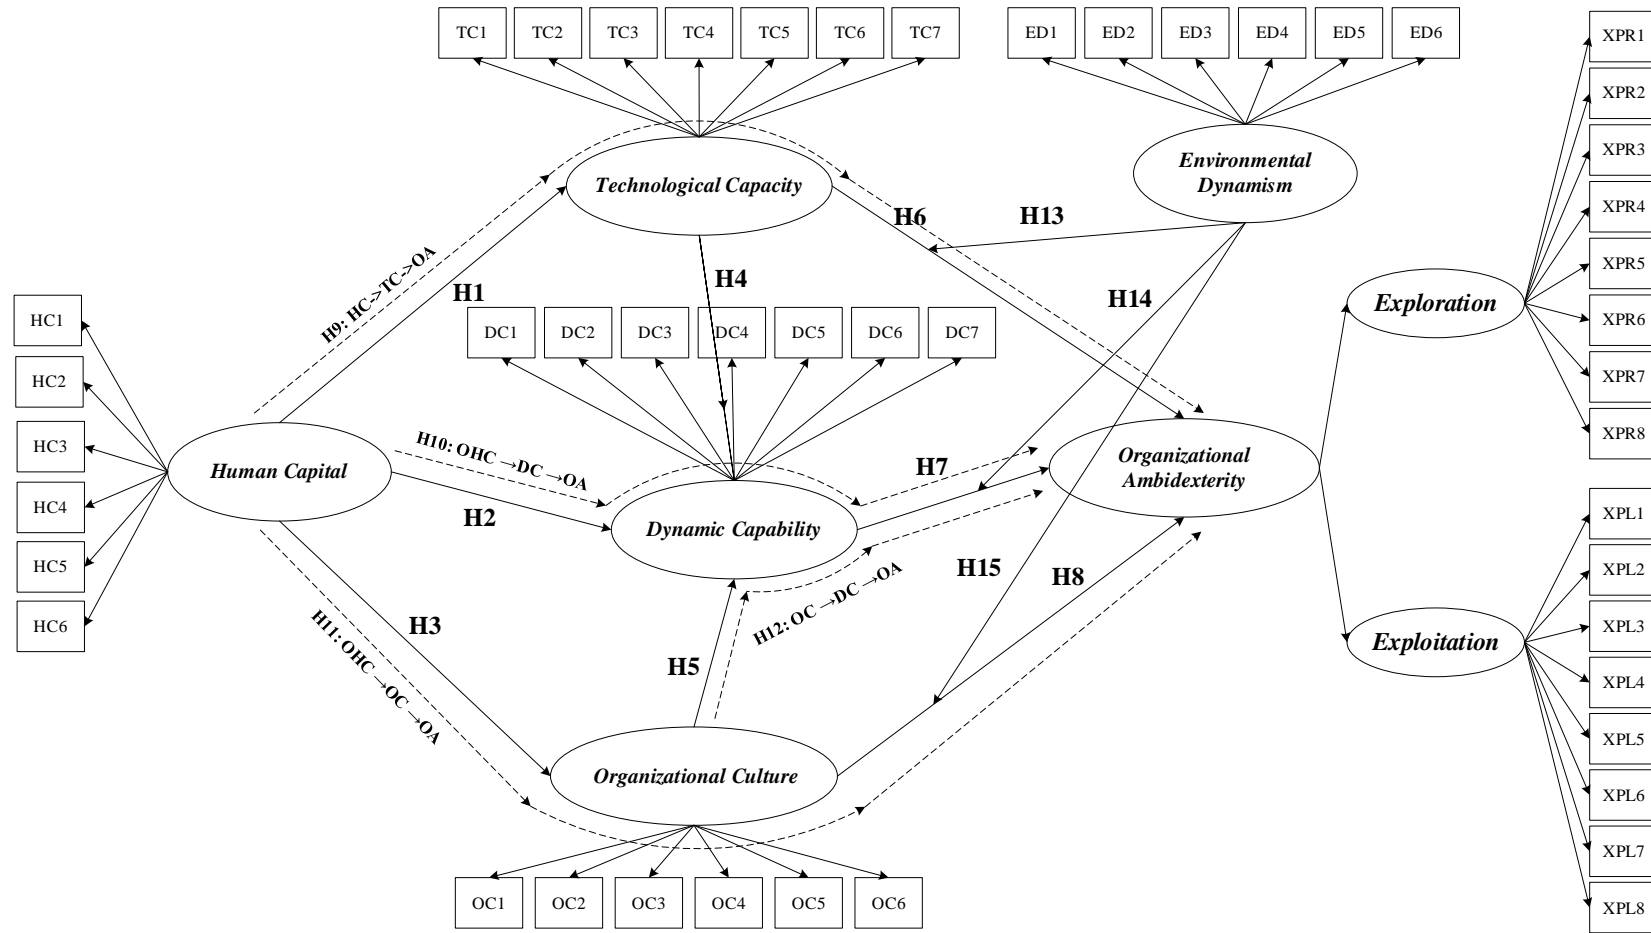 TC1 TC2 TC3 TC4 TC5 TC6 TC7
ED1 ED2 ED3 ED4 ED5 ED6
XPR1
XPR2
XPR3
XPR4
XPR5
XPR6
XPR7
XPR8
Technological Capacity
Environmental
Dynamism
H6
H13
H9: HC->TC->OA
H1
H4
H14
DC1 DC2 DC3 DC4 DC5 DC6 DC7
Exploration
HC1
HC2
HC3
HC4
HC5
HC6
Human Capital
H10: OHC →DC →OA
H7
Organizational
Ambidexterity
H2
Dynamic Capability
H3
H11: OHC →OC →OA
H5
H12: OC →DC →OA
H15
H8
Exploitation
XPL1
XPL2
XPL3
XPL4
XPL5
XPL6
XPL7
XPL8
Organizational Culture
OC1 OC2 OC3 OC4 OC5 OC6